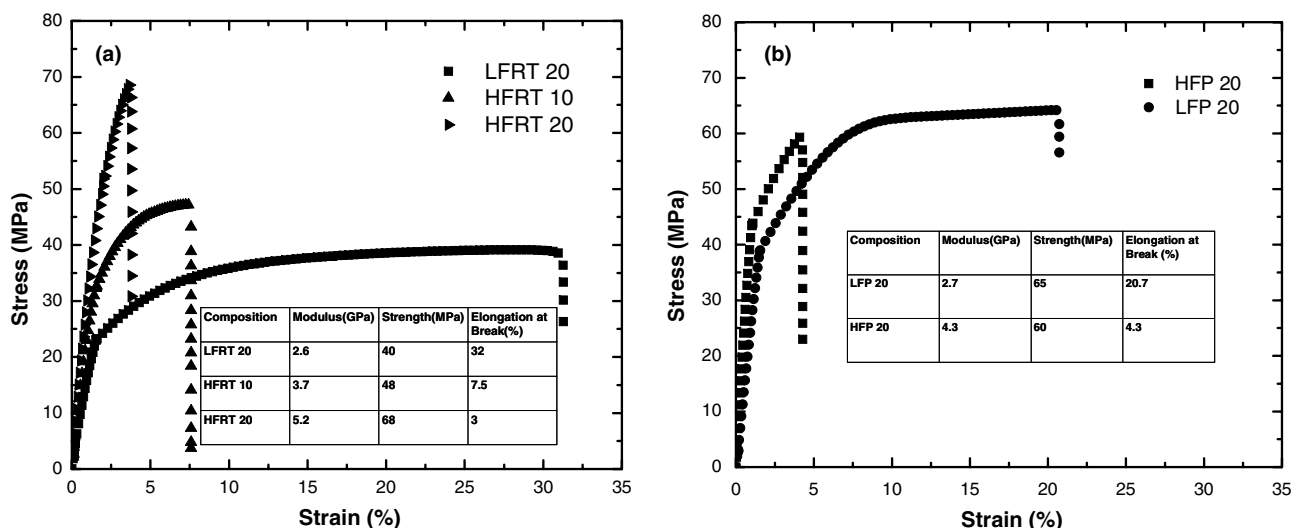 (a)
LFRT 20
HFRT 10
HFRT 20
80
70
60
50
40
30
20
10
0
Stress (MPa)
Composition Modulus(GPa) Strength(MPa) Elongation at Break(%)
LFRT 20 2.6 40 32
HFRT 10 3.7 48 7.5
HFRT 20 5.2 68 3
0 5 10 15 20 25 30 35
Strain (%)
(b)
HFP 20
LFP 20
80
70
60
50
40
30
20
10
0
Stress (MPa)
Composition Modulus(GPa) Strength(MPa) Elongation at Break (%)
LFP 20 2.7 65 20.7
HFP 20 4.3 60 4.3
0 5 10 15 20 25 30 35
Strain (%)